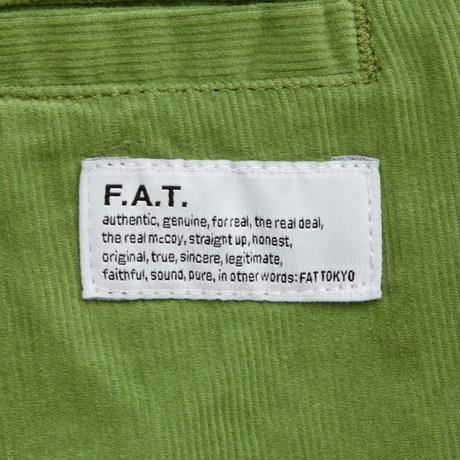 F.A.T.
authentic, genuine, for real, the real deal,
the real mccoy, straight up, honest,
original, true, sincere, legitimate,
faithful, sound, pure, in other words: FAT TOKYO